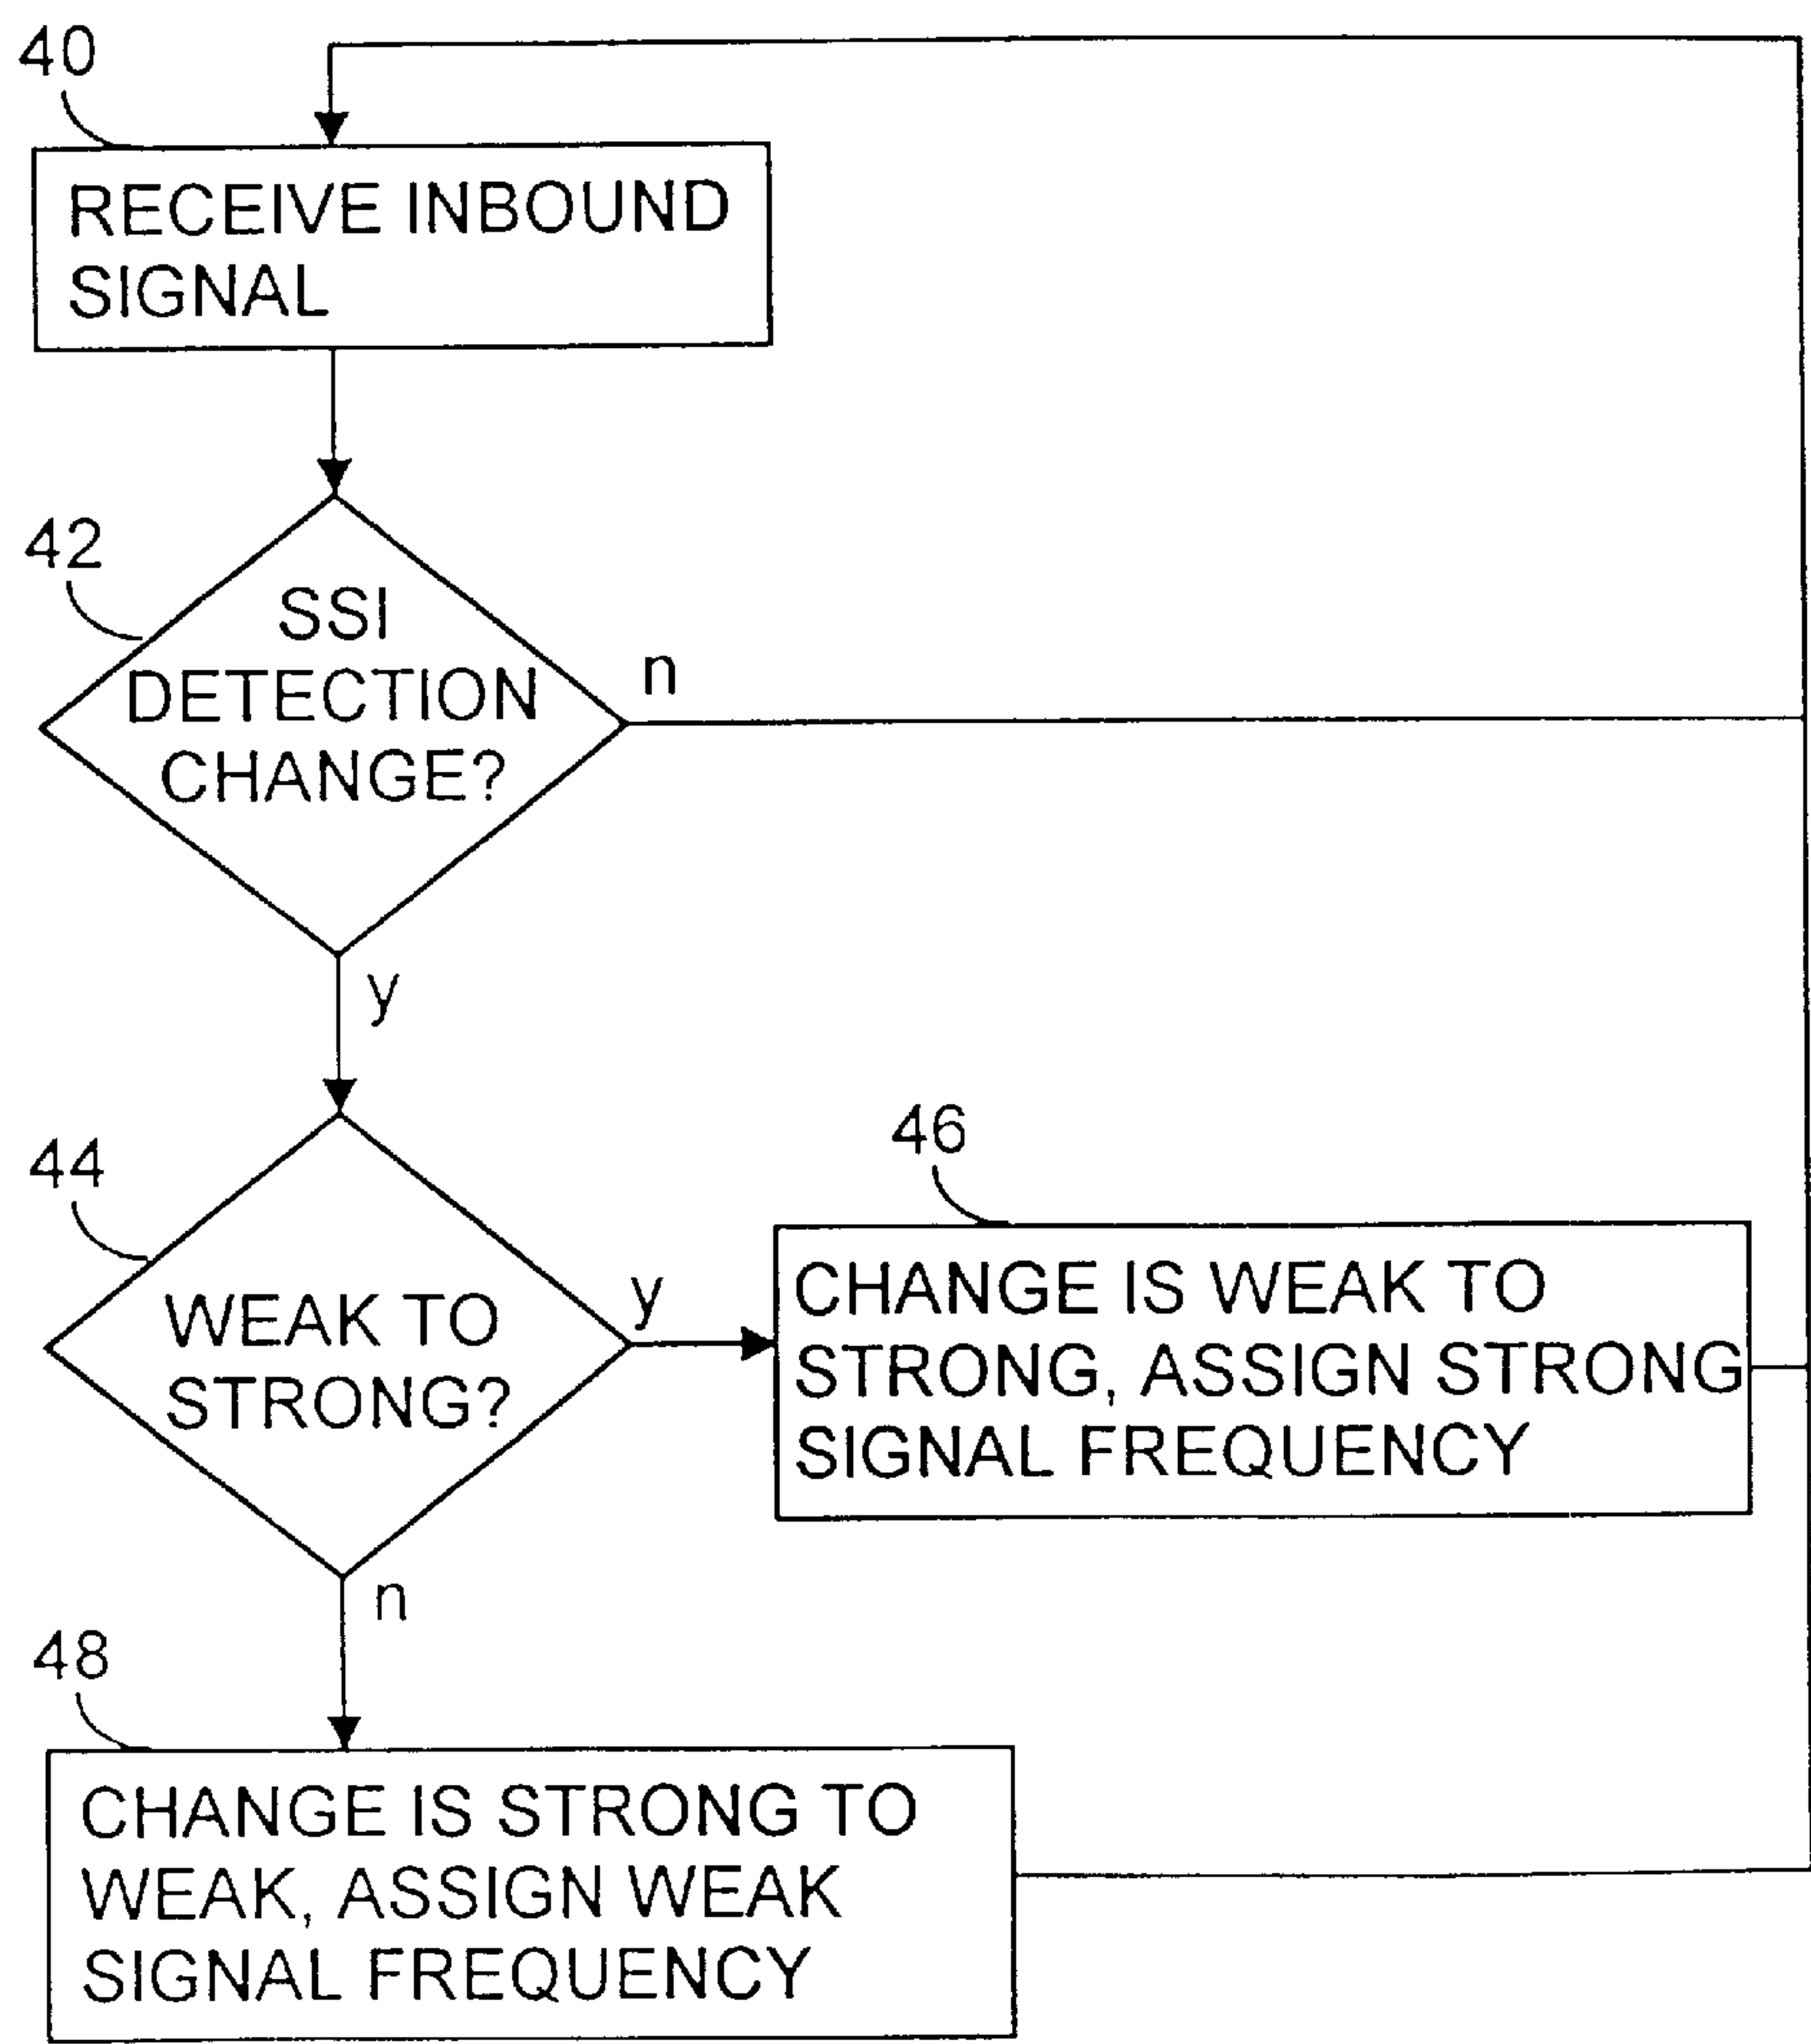 40
RECEIVE INBOUND
SIGNAL
42
SSI
DETECTION
CHANGE?
n
y
44
WEAK TO
STRONG?
y
46
CHANGE IS WEAK TO
STRONG, ASSIGN STRONG
SIGNAL FREQUENCY
n
48
CHANGE IS STRONG TO
WEAK, ASSIGN WEAK
SIGNAL FREQUENCY